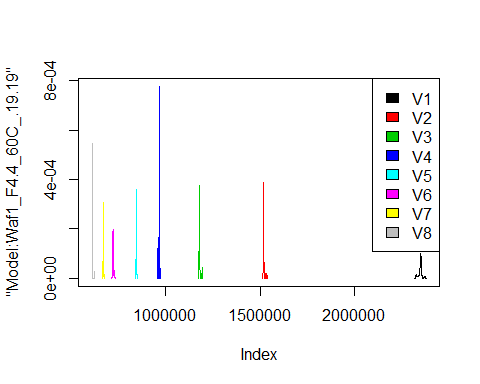 "Model:Waf1_F4.4_60C_.19.19"
8e-04
4e-04
0e+00
V1
V2
V3
V4
V5
V6
V7
V8
1000000 1500000 2000000
Index